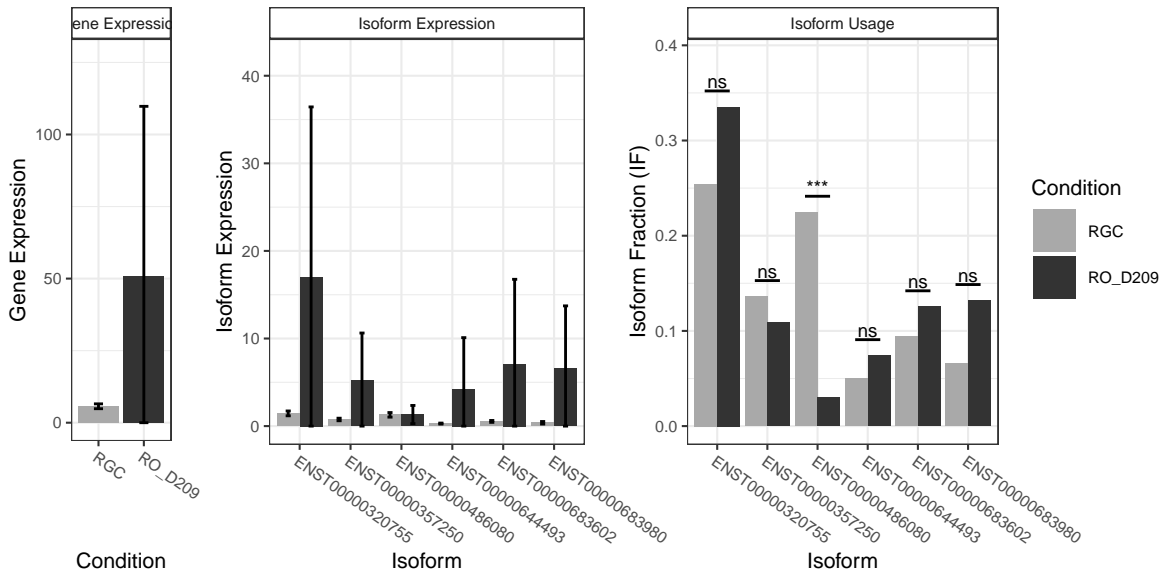 ene Expressio
Gene Expression
100
50
0
RGC
RO_D209
Condition
Isoform Expression
Isoform Expression
40
30
20
10
0
ENST00000320755
ENST00000357250
ENST00000486080
ENST00000644493
ENST00000683602
ENST00000683980
Isoform
Isoform Usage
Isoform Fraction (IF)
0.4
0.3
0.2
0.1
0.0
ns
ns
***
ns
ns
ns
ENST00000320755
ENST00000357250
ENST00000486080
ENST00000644493
ENST00000683602
ENST00000683980
Isoform
Condition
RGC
RO_D209